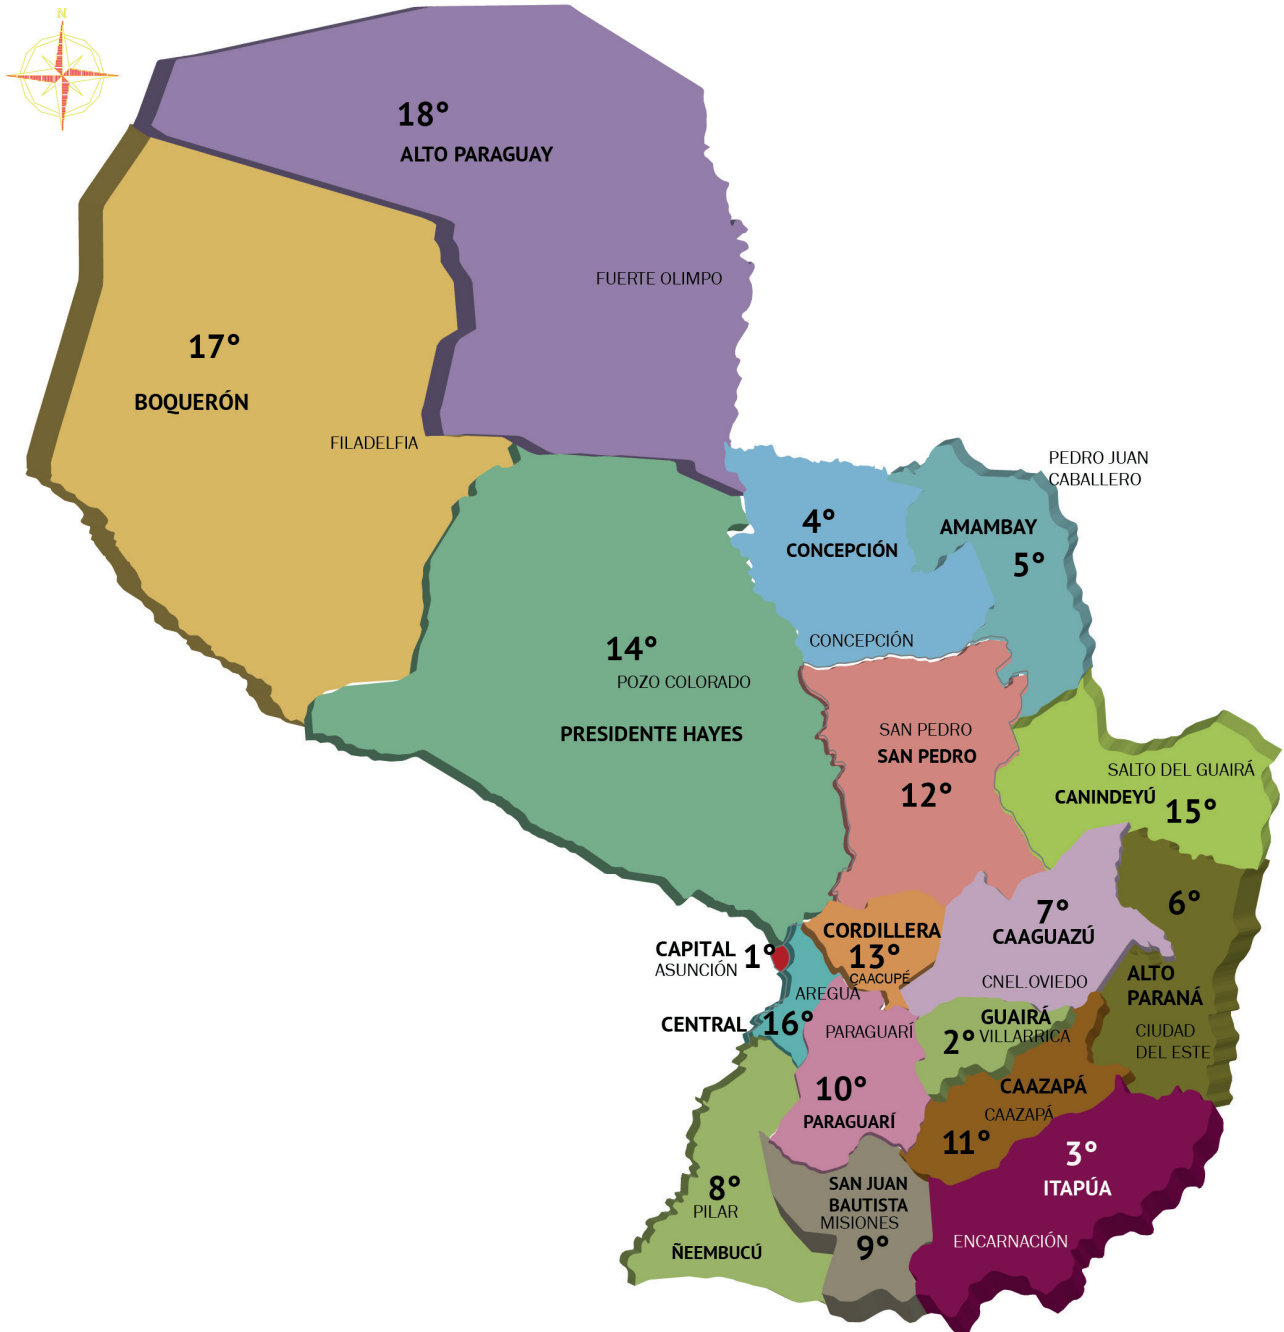 N
18°
ALTO PARAGUAY
FUERTE OLIMPO
17°
BOQUERÓN
FILADELFIA
PEDRO JUAN
CABALLERO
4°
CONCEPCIÓN
AMAMBAY
5°
CONCEPCIÓN
14°
POZO COLORADO
PRESIDENTE HAYES
SAN PEDRO
SAN PEDRO
12°
SALTO DEL GUAIRÁ
CANINDEYÚ
15°
6°
7°
CAAGUAZÚ
CORDILLERA
13°
CAACUPÉ
CAPITAL
ASUNCIÓN
1°
ALTO
PARANÁ
CNEL.OVIEDO
AREGUÁ
CENTRAL
16°
PARAGUARÍ
GUAIRÁ
2°
VILLARRICA
CIUDAD
DEL ESTE
10°
PARAGUARÍ
CAAZAPÁ
CAAZAPÁ
11°
3°
ITAPÚA
8°
PILAR
ÑEEMBUCÚ
SAN JUAN
BAUTISTA
MISIONES
9°
ENCARNACIÓN